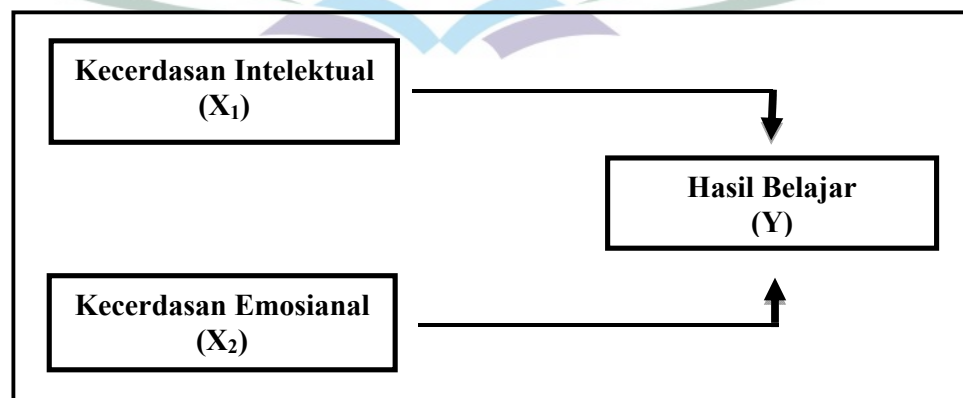 Kecerdasan Intelektual
(X₁)
Hasil Belajar
(Y)
Kecerdasan Emosianal
(X₂)